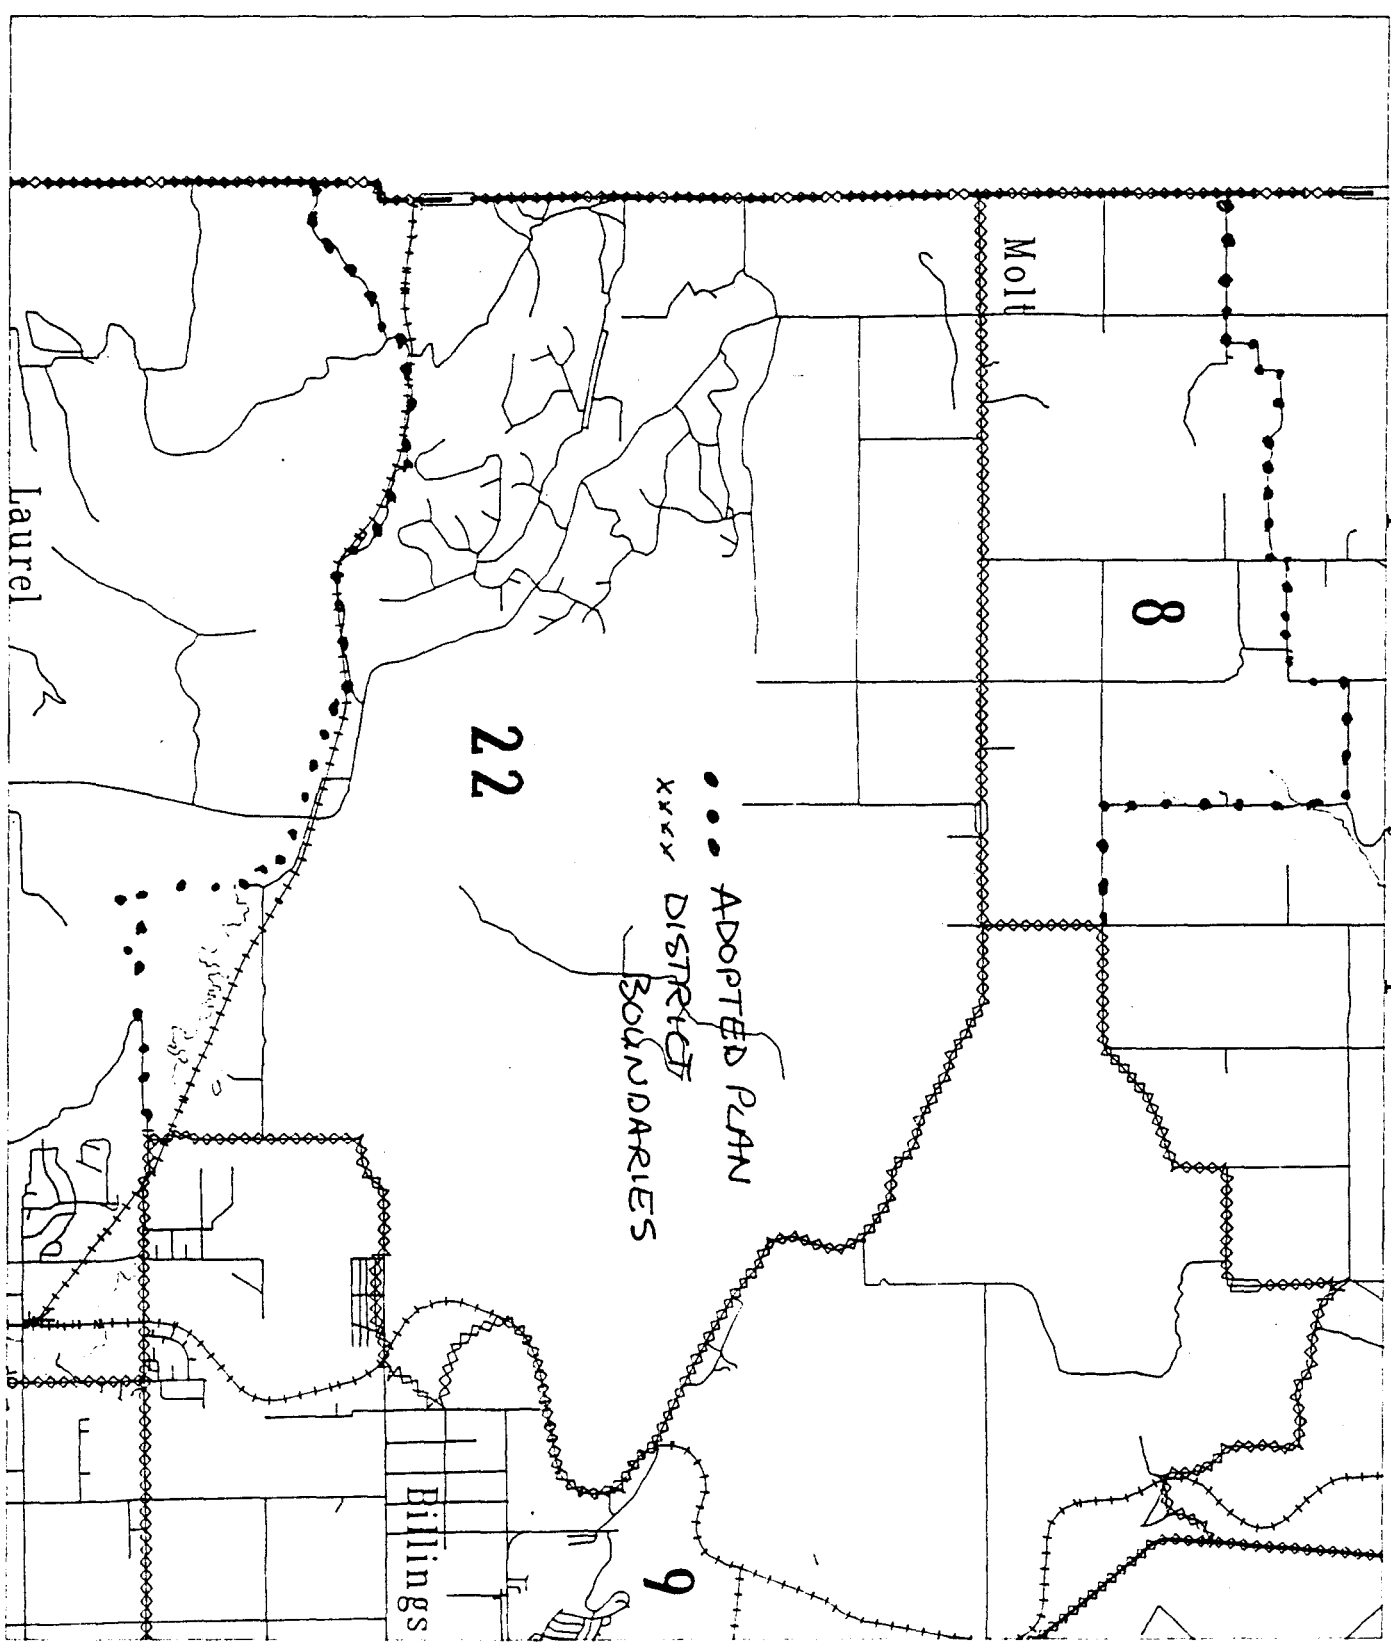 Molt
8
Laurel
22
• • • ADOPTED PLAN
xxxx DISTRICT
BOUNDARIES
Billings
9